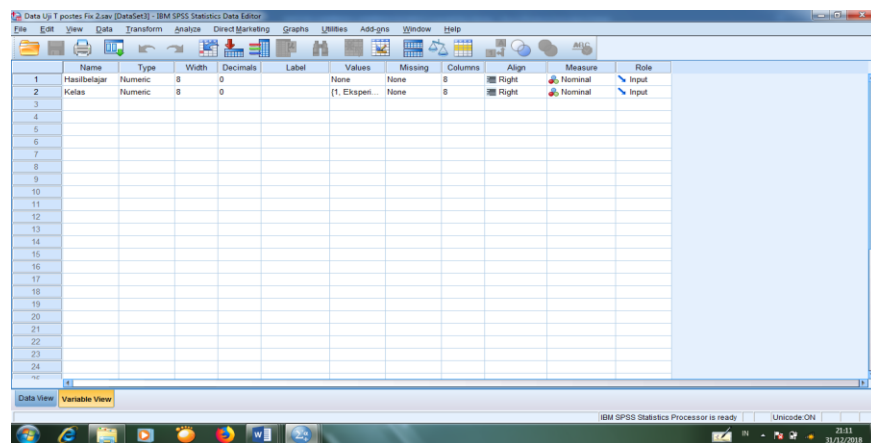 Data Uji T postes Fix 2.sav [DataSet3] - IBM SPSS Statistics Data Editor
File Edit View Data Transform Analyze Direct Marketing Graphs Utilities Add-ons Window Help
Name Type Width Decimals Label Values Missing Columns Align Measure Role
1 Hasilbelajar Numeric 8 0 None None 8 Right Nominal Input
2 Kelas Numeric 8 0 {1, Eksperi... None 8 Right Nominal Input
3
4
5
6
7
8
9
10
11
12
13
14
15
16
17
18
19
20
21
22
23
24
Data View Variable View
IBM SPSS Statistics Processor is ready Unicode:ON
IN 21:11
31/12/2018